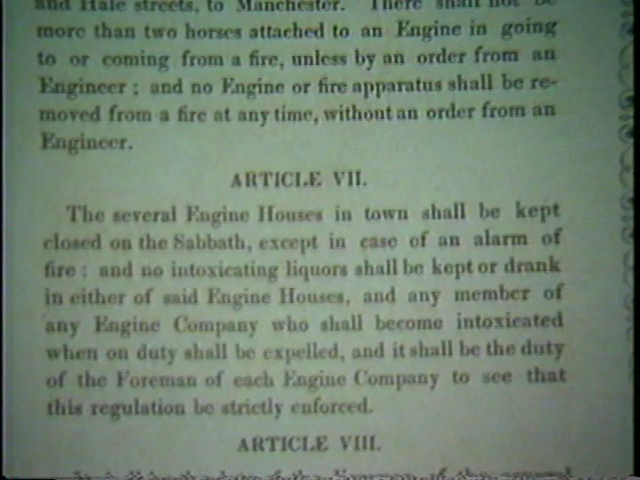 and Hale streets, to Manchester. There shall not be
more than two horses attached to an Engine in going
to or coming from a fire, unless by an order from an
Engineer ; and no Engine or fire apparatus shall be re-
moved from a fire at any time, without an order from an
Engineer.
ARTICLE VII.
The several Engine Houses in town shall be kept
closed on the Sabbath, except in case of an alarm of
fire : and no intoxicating liquors shall be kept or drank
in either of said Engine Houses, and any member of
any Engine Company who shall become intoxicated
when on duty shall be expelled, and it shall be the duty
of the Foreman of each Engine Company to see that
this regulation be strictly enforced.
ARTICLE VIII.